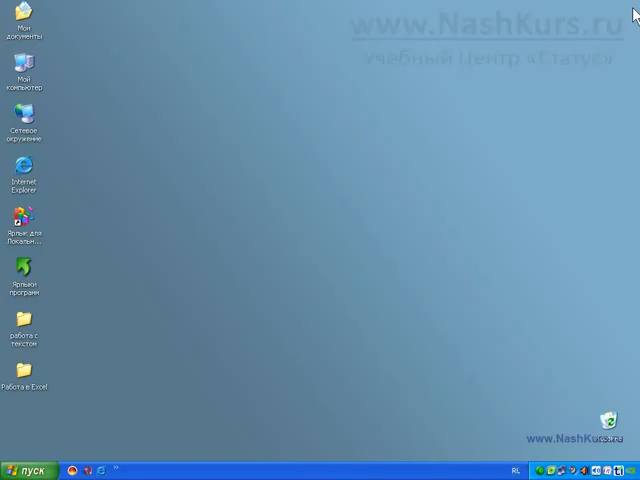 www.NashKurs.ru
Учебный Центр «Статус»
Мои
документы
Мой
компьютер
Сетевое
окружение
Internet
Explorer
Ярлык для
Локальн...
Ярлыки
программ
работа с
текстом
Работа в Excel
www.NashKurs.ru
пуск
RU